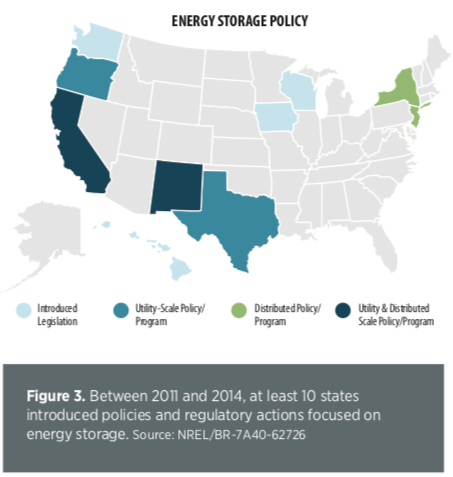 ENERGY STORAGE POLICY
Introduced
Legislation
Utility-Scale Policy/
Program
Distributed Policy/
Program
Utility & Distributed
Scale Policy/Program
Figure 3. Between 2011 and 2014, at least 10 states
introduced policies and regulatory actions focused on
energy storage. Source: NREL/BR-7A40-62726